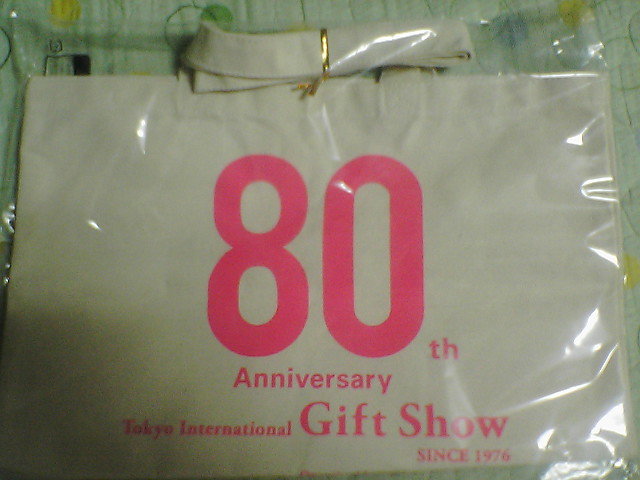 80th
Anniversary
Tokyo International Gift Show
SINCE 1976